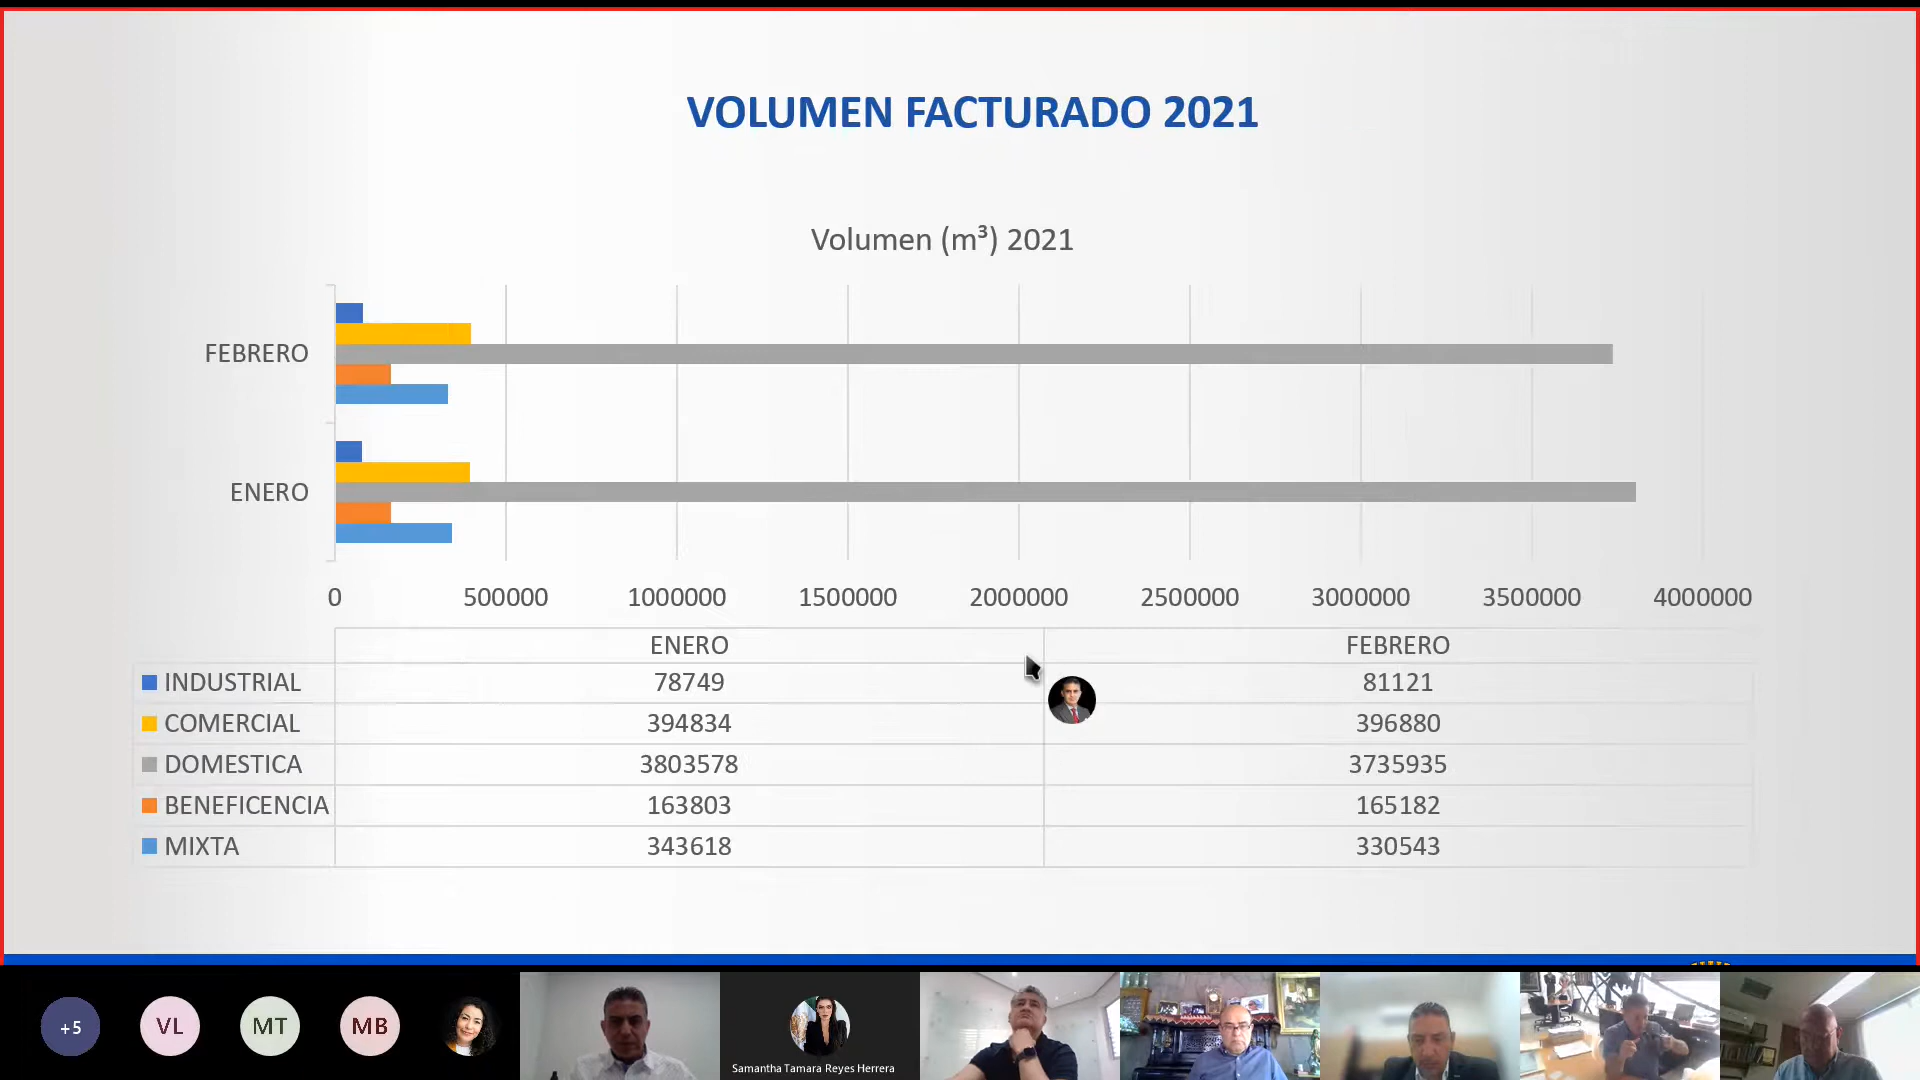 VOLUMEN FACTURADO 2021
Volumen (m³) 2021
FEBRERO
ENERO
0 500000 1000000 1500000 2000000 2500000 3000000 3500000 4000000
ENERO FEBRERO
INDUSTRIAL 78749 81121
COMERCIAL 394834 396880
DOMESTICA 3803578 3735935
BENEFICENCIA 163803 165182
MIXTA 343618 330543
+5 VL MT MB
Samantha Tamara Reyes Herrera